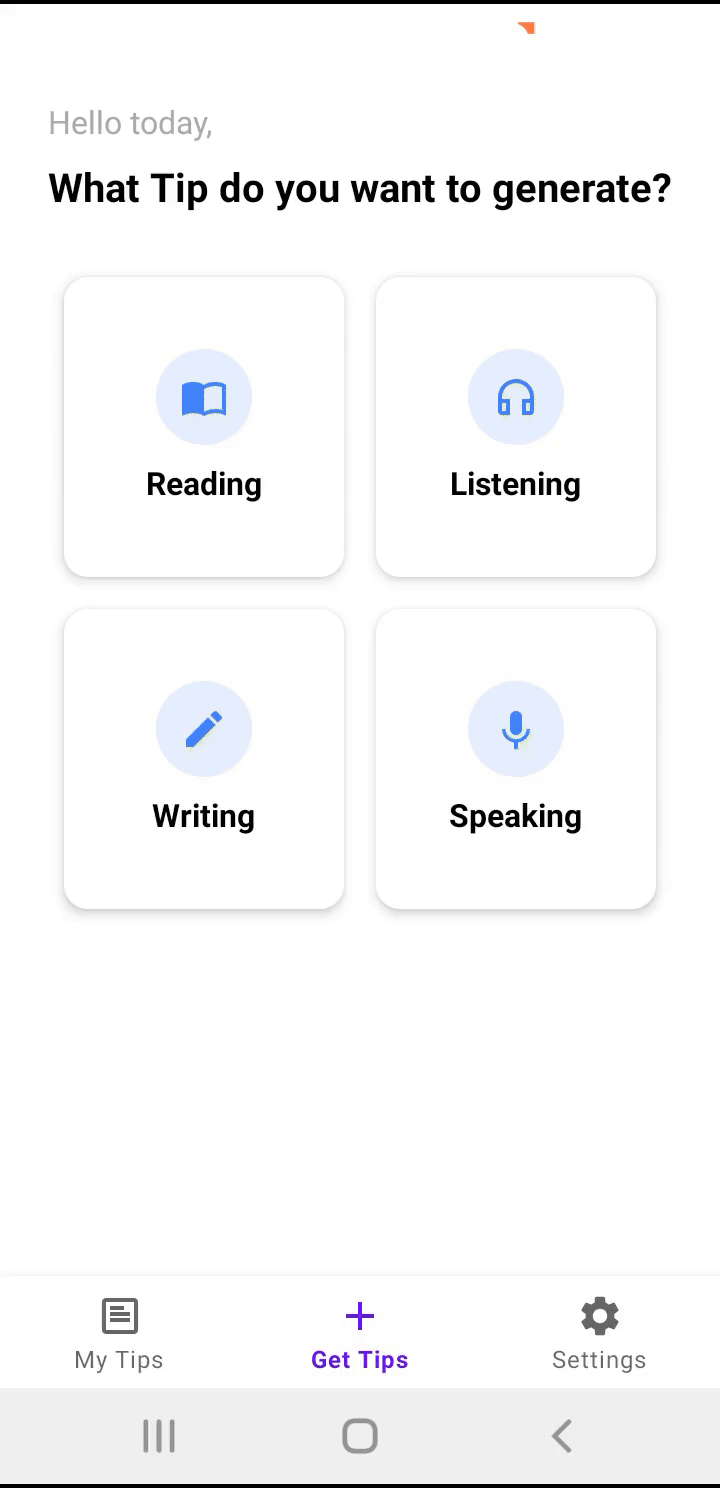 Hello today,
What Tip do you want to generate?
Reading
Listening
Writing
Speaking
My Tips
Get Tips
Settings